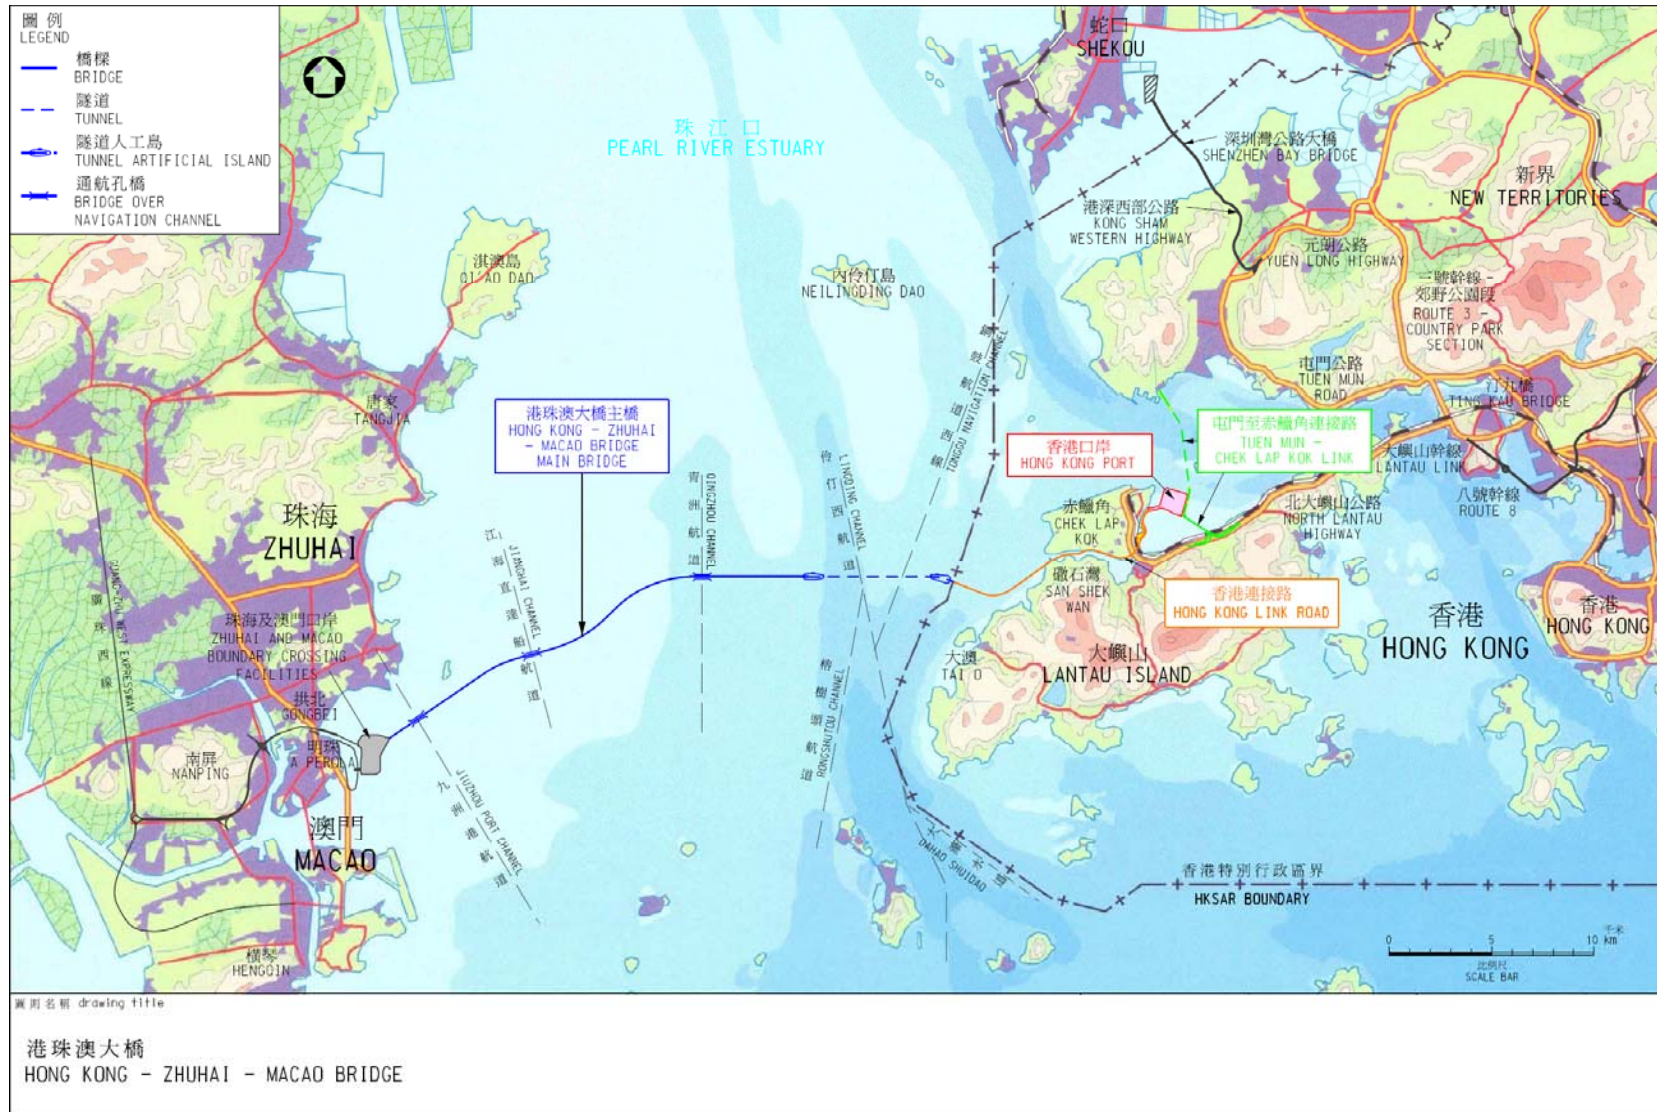 圖例
LEGEND
橋樑
BRIDGE
隧道
TUNNEL
隧道人工島
TUNNEL ARTIFICIAL ISLAND
通航孔橋
BRIDGE OVER
NAVIGATION CHANNEL
珠江口
PEARL RIVER ESTUARY
蛇口
SHEKOU
深圳灣公路大橋
SHENZHEN BAY BRIDGE
新界
NEW TERRITORIES
港深西部公路
KONG SHAM
WESTERN HIGHWAY
元朗公路
YUEN LONG HIGHWAY
三號幹線 -
郊野公園段
ROUTE 3 -
COUNTRY PARK
SECTION
淇澳島
QI'AO DAO
內伶仃島
NEILINGDING DAO
屯門公路
TUEN MUN
ROAD
汀九橋
TING KAU BRIDGE
唐家
TANGJIA
港珠澳大橋主橋
HONG KONG - ZHUHAI
- MACAO BRIDGE
MAIN BRIDGE
香港口岸
HONG KONG PORT
屯門至赤鱲角連接路
TUEN MUN -
CHEK LAP KOK LINK
大嶼山幹線
LANTAU LINK
八號幹線
ROUTE 8
北大嶼山公路
NORTH LANTAU
HIGHWAY
赤鱲角
CHEK LAP
KOK
珠海
ZHUHAI
廣珠西線
GUANG-ZHU WEST EXPRESSWAY
江海直達船航道
JIANGHAI CHANNEL
青洲航道
QINGZHOU CHANNEL
伶仃西航道
LINGDING CHANNEL
TONGGU NAVIGATION CHANNEL
䃟石灣
SAN SHEK
WAN
香港連接路
HONG KONG LINK ROAD
香港
HONG KONG
香港
HONG KONG
珠海及澳門口岸
ZHUHAI AND MACAO
BOUNDARY CROSSING
FACILITIES
拱北
GONGBEI
大澳
TAI O
大嶼山
LANTAU ISLAND
榕樹頭航道
RONGSHUTOU CHANNEL
南屏
NANPING
明珠
A PEROLA
九洲港航道
JIUZHOU PORT CHANNEL
澳門
MACAO
大濠水道
DAHAO SHUIDAO
香港特別行政區界
HKSAR BOUNDARY
橫琴
HENGQIN
0 5 10 千米 km
比例尺
SCALE BAR
圖則名稱 drawing title
港珠澳大橋
HONG KONG - ZHUHAI - MACAO BRIDGE